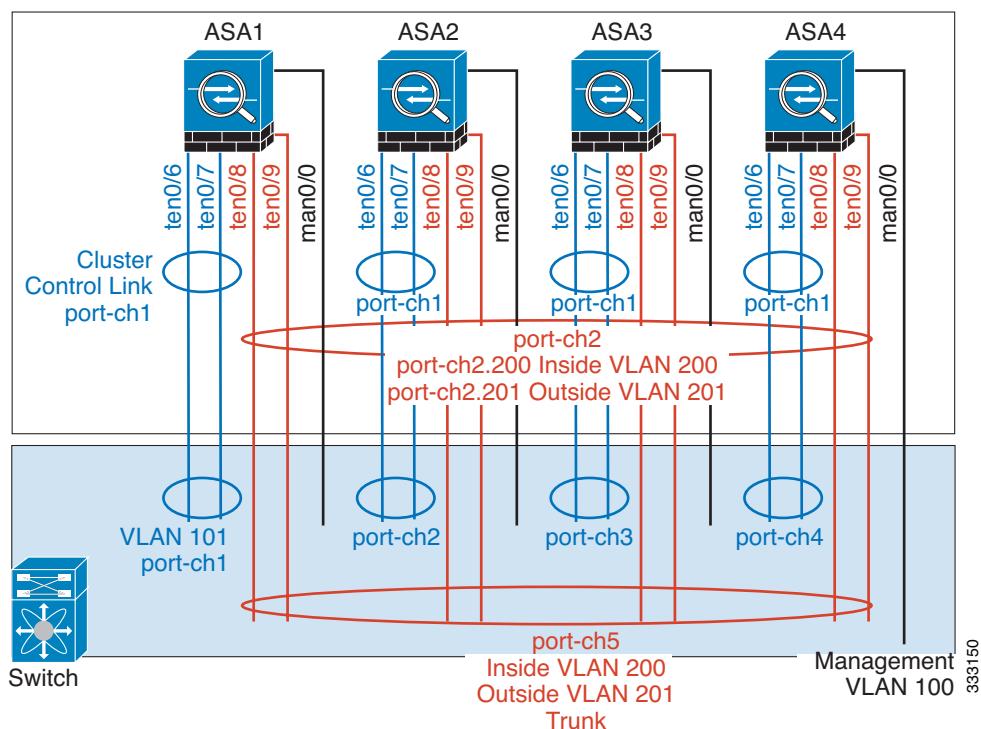 ASA1
ASA2
ASA3
ASA4
ten0/6
ten0/7
ten0/8
ten0/9
man0/0
ten0/6
ten0/7
ten0/8
ten0/9
man0/0
ten0/6
ten0/7
ten0/8
ten0/9
man0/0
ten0/6
ten0/7
ten0/8
ten0/9
man0/0
Cluster
Control Link
port-ch1
port-ch1
port-ch1
port-ch1
port-ch2
port-ch2.200 Inside VLAN 200
port-ch2.201 Outside VLAN 201
VLAN 101
port-ch1
port-ch2
port-ch3
port-ch4
port-ch5
Inside VLAN 200
Outside VLAN 201
Trunk
Switch
Management
VLAN 100
333150